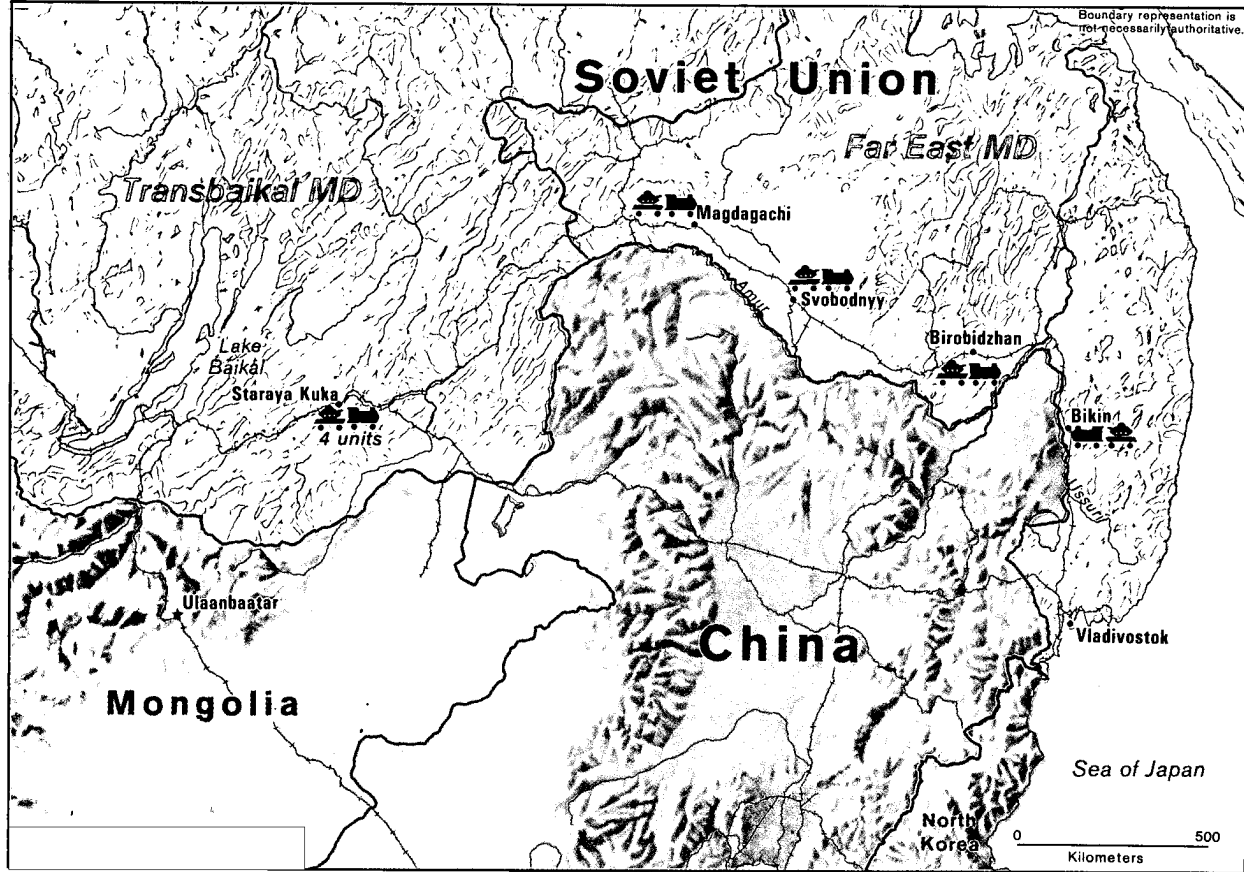 Boundary representation is
not necessarily authoritative.
Soviet Union
Far East MD
Transbaikal MD
Magdagachi
Amur
Svobodnyy
Birobidzhan
Lake
Baikal
Staraya Kuka
4 units
Bikin
Ussuri
Ulaanbaatar
Vladivostok
China
Mongolia
Sea of Japan
North
Korea
0 500
Kilometers